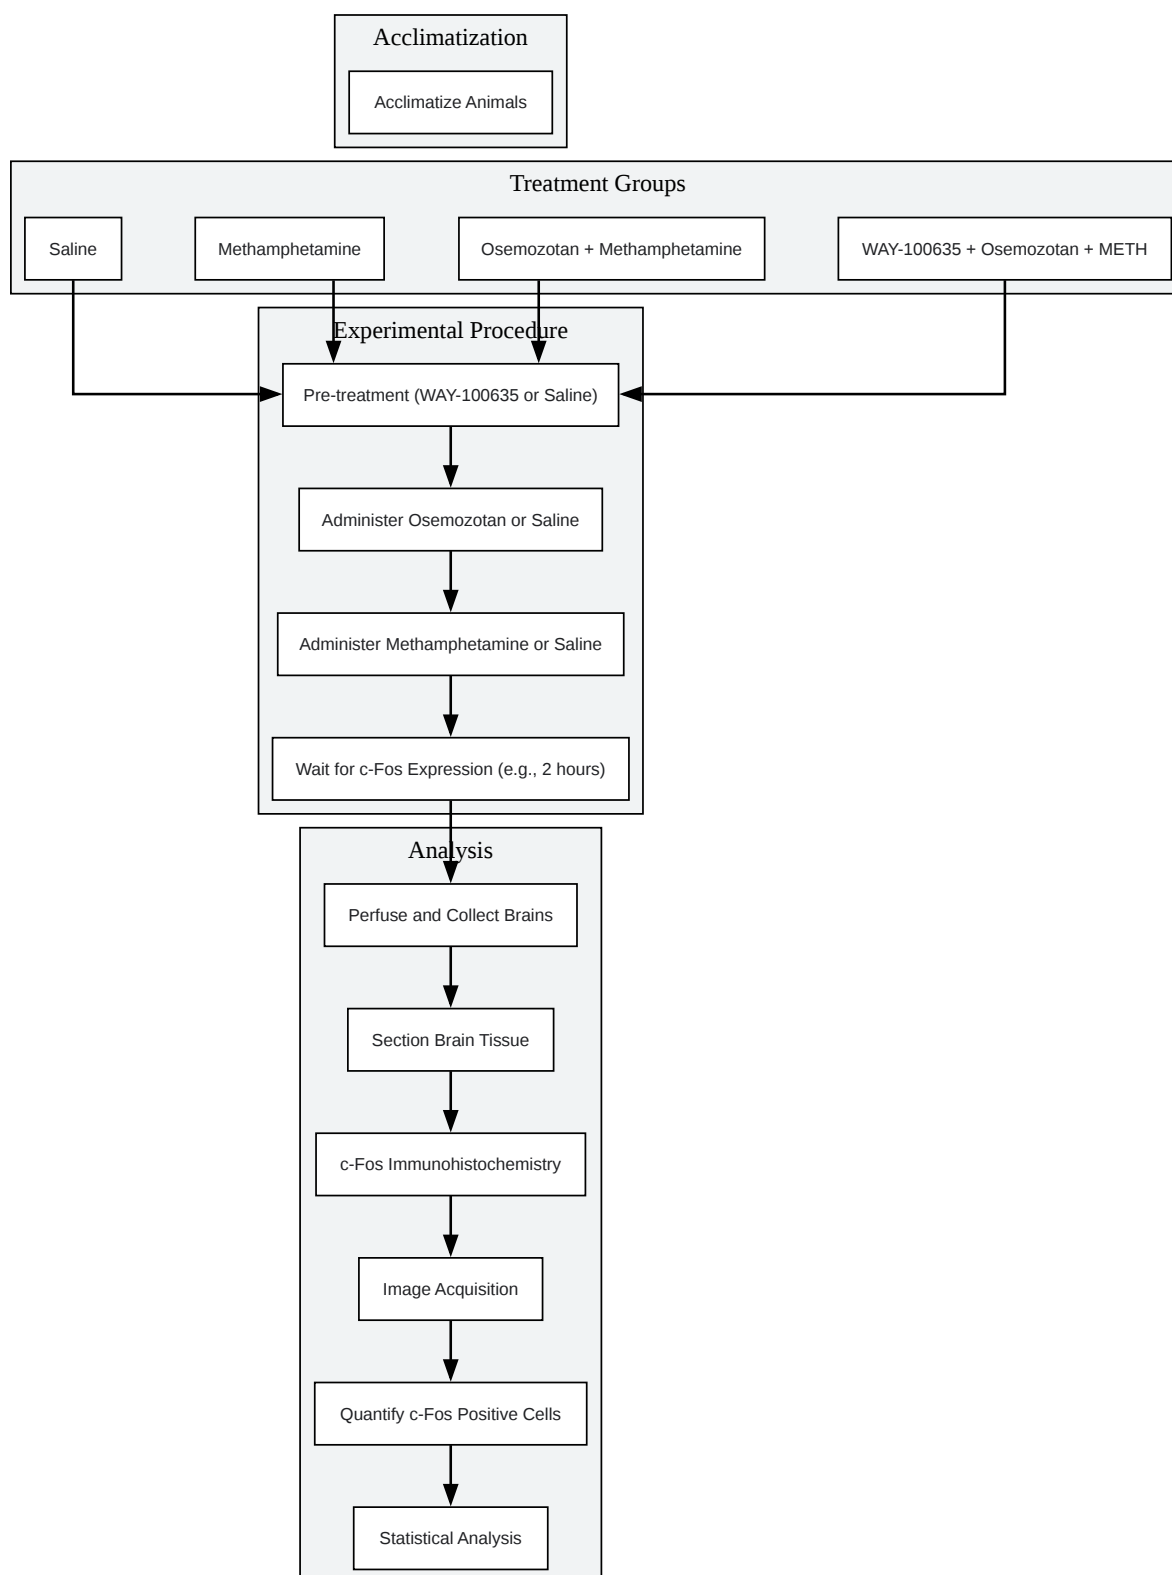 Acclimatization
Acclimatize Animals
Treatment Groups
Saline
Methamphetamine
Osemozotan + Methamphetamine
WAY-100635 + Osemozotan + METH
Experimental Procedure
Pre-treatment (WAY-100635 or Saline)
Administer Osemozotan or Saline
Administer Methamphetamine or Saline
Wait for c-Fos Expression (e.g., 2 hours)
Analysis
Perfuse and Collect Brains
Section Brain Tissue
c-Fos Immunohistochemistry
Image Acquisition
Quantify c-Fos Positive Cells
Statistical Analysis